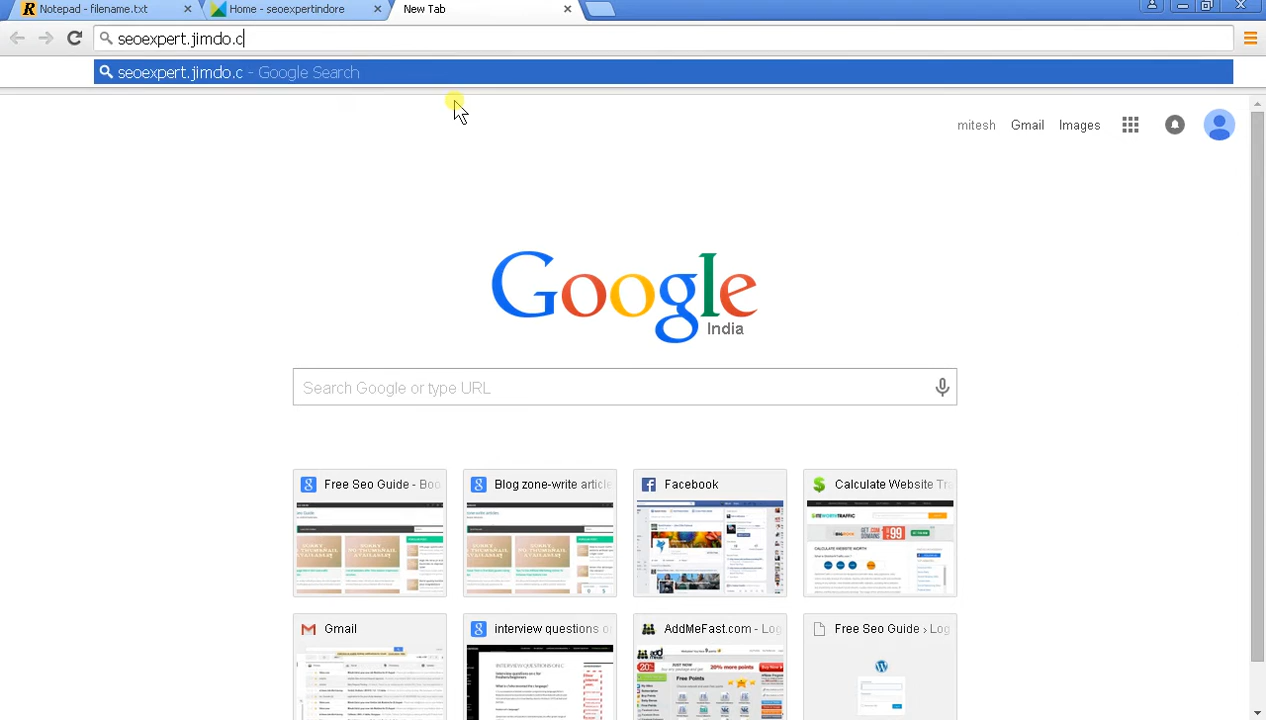 Notepad - filename.txt
Home - seoexpertindore
New Tab
seoexpert.jimdo.c
seoexpert.jimdo.c - Google Search
mitesh Gmail Images
Google
India
Search Google or type URL
Free Seo Guide - Boo
Blog zone-write article
Facebook
Calculate Website Tra
Gmail
interview questions o
AddMeFast.com - Log
Free Seo Guide › Log